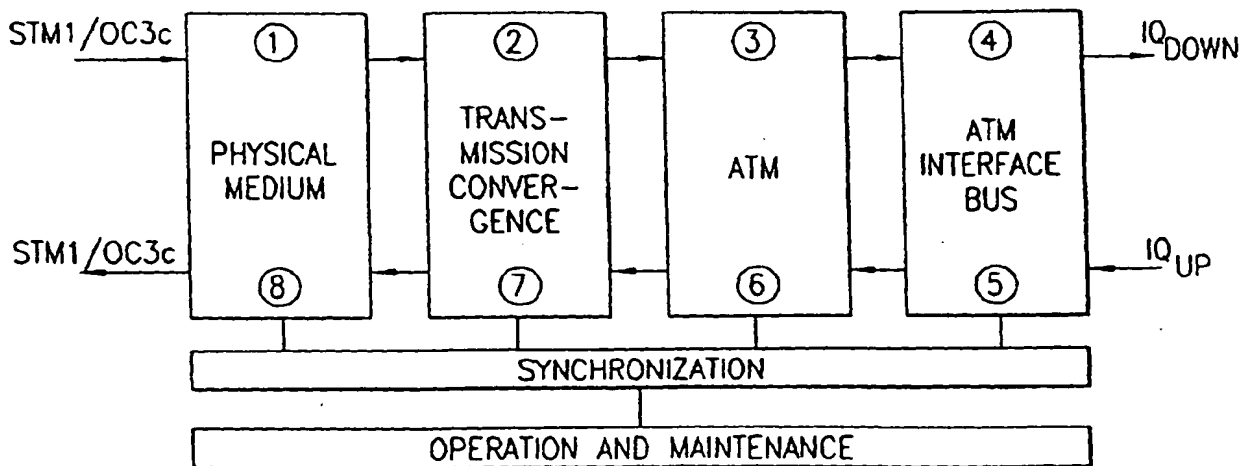 STM1/OC3c
① ② ③ ④
IQDOWN
PHYSICAL
MEDIUM
TRANS-
MISSION
CONVER-
GENCE
ATM
ATM
INTERFACE
BUS
STM1/OC3c
⑧ ⑦ ⑥ ⑤
IQUP
SYNCHRONIZATION
OPERATION AND MAINTENANCE